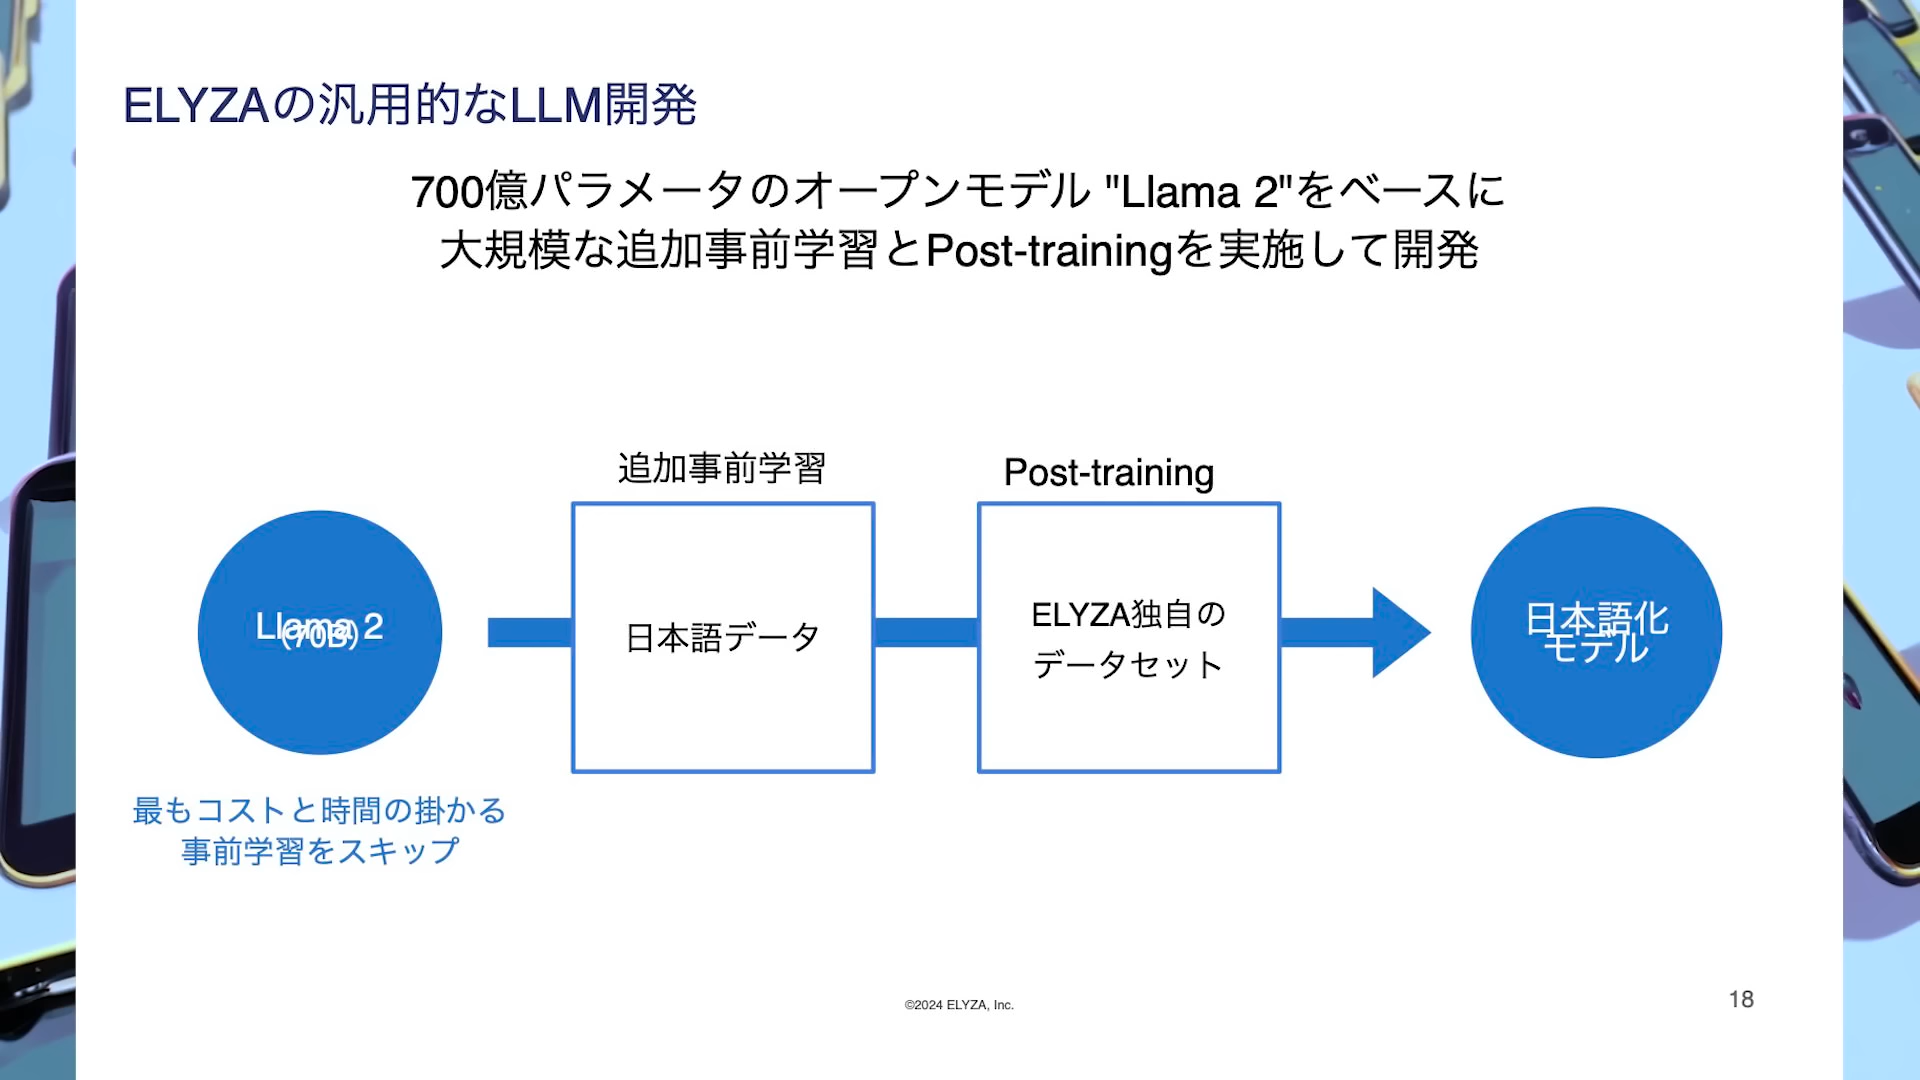 ELYZAの汎用的なLLM開発
700億パラメータのオープンモデル "Llama 2"をベースに
大規模な追加事前学習とPost-trainingを実施して開発
追加事前学習
Post-training
Llama 2
(70B)
日本語データ
ELYZA独自の
データセット
日本語化
モデル
最もコストと時間の掛かる
事前学習をスキップ
©2024 ELYZA, Inc.
18